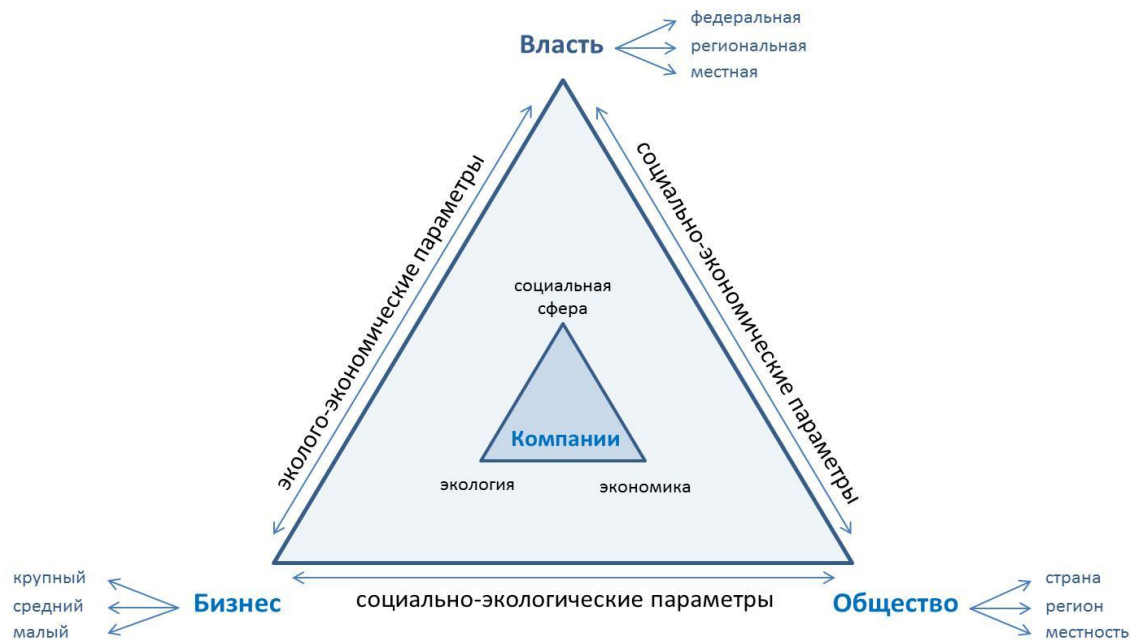 федеральная
Власть
региональная
местная
эколого-экономические параметры
социально-экономические параметры
социальная
сфера
Компании
экология
экономика
крупный
средний
малый
Бизнес
социально-экологические параметры
Общество
страна
регион
местность